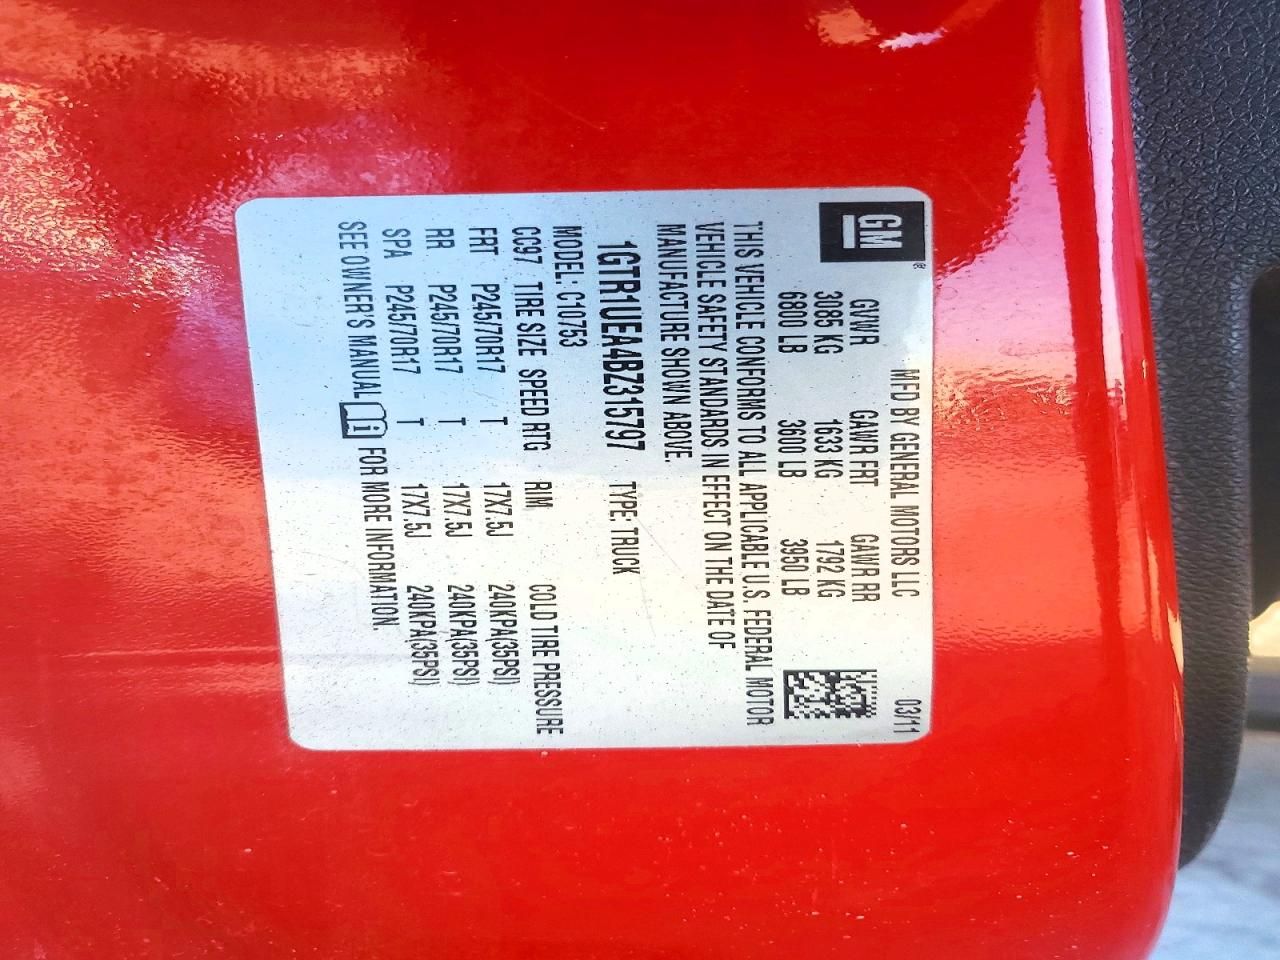 GM®
MFD BY GENERAL MOTORS LLC 03/11
GVWR GAWR FRT GAWR RR
3085 KG 1633 KG 1792 KG
6800 LB 3600 LB 3950 LB
THIS VEHICLE CONFORMS TO ALL APPLICABLE U.S. FEDERAL MOTOR
VEHICLE SAFETY STANDARDS IN EFFECT ON THE DATE OF
MANUFACTURE SHOWN ABOVE.
1GTR1UEA4BZ315797 TYPE: TRUCK
MODEL: C10753
CC97 TIRE SIZE SPEED RTG RIM COLD TIRE PRESSURE
FRT P245/70R17 T 17X7.5J 240KPA(35PSI)
RR P245/70R17 T 17X7.5J 240KPA(35PSI)
SPA P245/70R17 T 17X7.5J 240KPA(35PSI)
SEE OWNER'S MANUAL i FOR MORE INFORMATION.